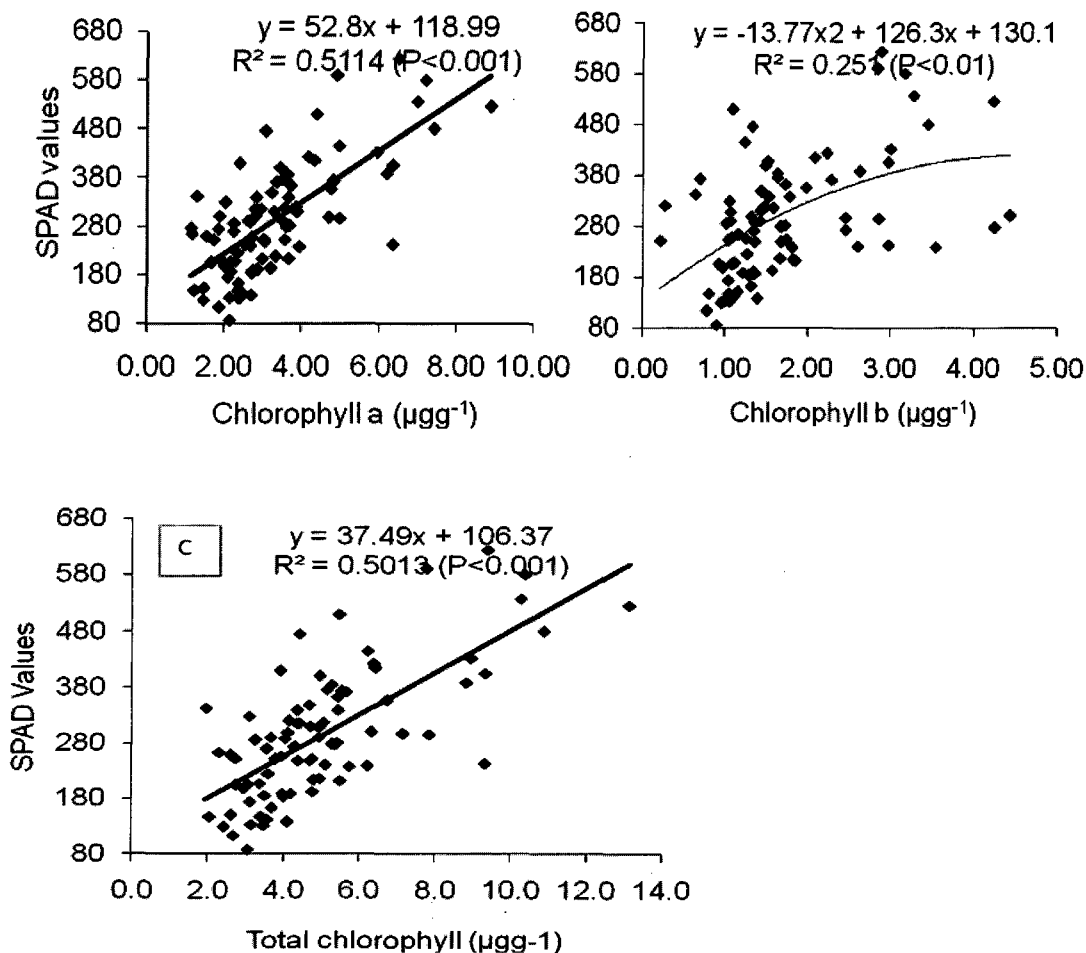 y = 52.8x + 118.99
R² = 0.5114 (P<0.001)
680
580
480
380
280
180
80
SPAD values
0.00 2.00 4.00 6.00 8.00 10.00
Chlorophyll a (µgg⁻¹)
y = -13.77x2 + 126.3x + 130.1
R² = 0.251 (P<0.01)
680
580
480
380
280
180
80
0.00 1.00 2.00 3.00 4.00 5.00
Chlorophyll b (µgg⁻¹)
C
y = 37.49x + 106.37
R² = 0.5013 (P<0.001)
680
580
480
380
280
180
80
SPAD Values
0.0 2.0 4.0 6.0 8.0 10.0 12.0 14.0
Total chlorophyll (µgg-1)